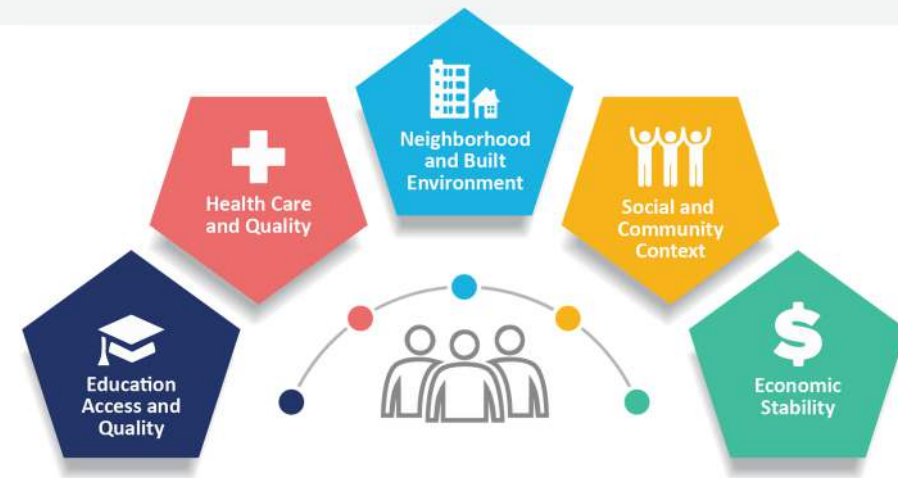 Education
Access and
Quality
Health Care
and Quality
Neighborhood
and Built
Environment
Social and
Community
Context
$
Economic
Stability